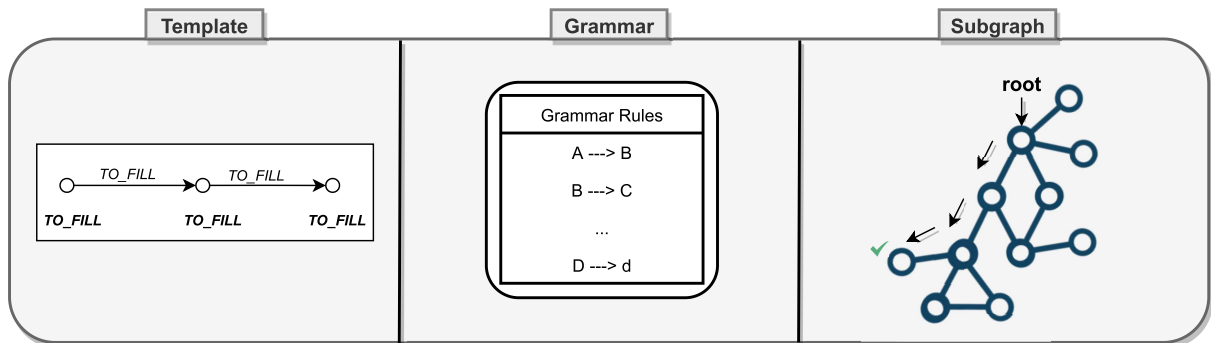 Template
Grammar
Subgraph
TO_FILL
TO_FILL
TO_FILL
TO_FILL
TO_FILL
Grammar Rules
A ---> B
B ---> C
...
D ---> d
root